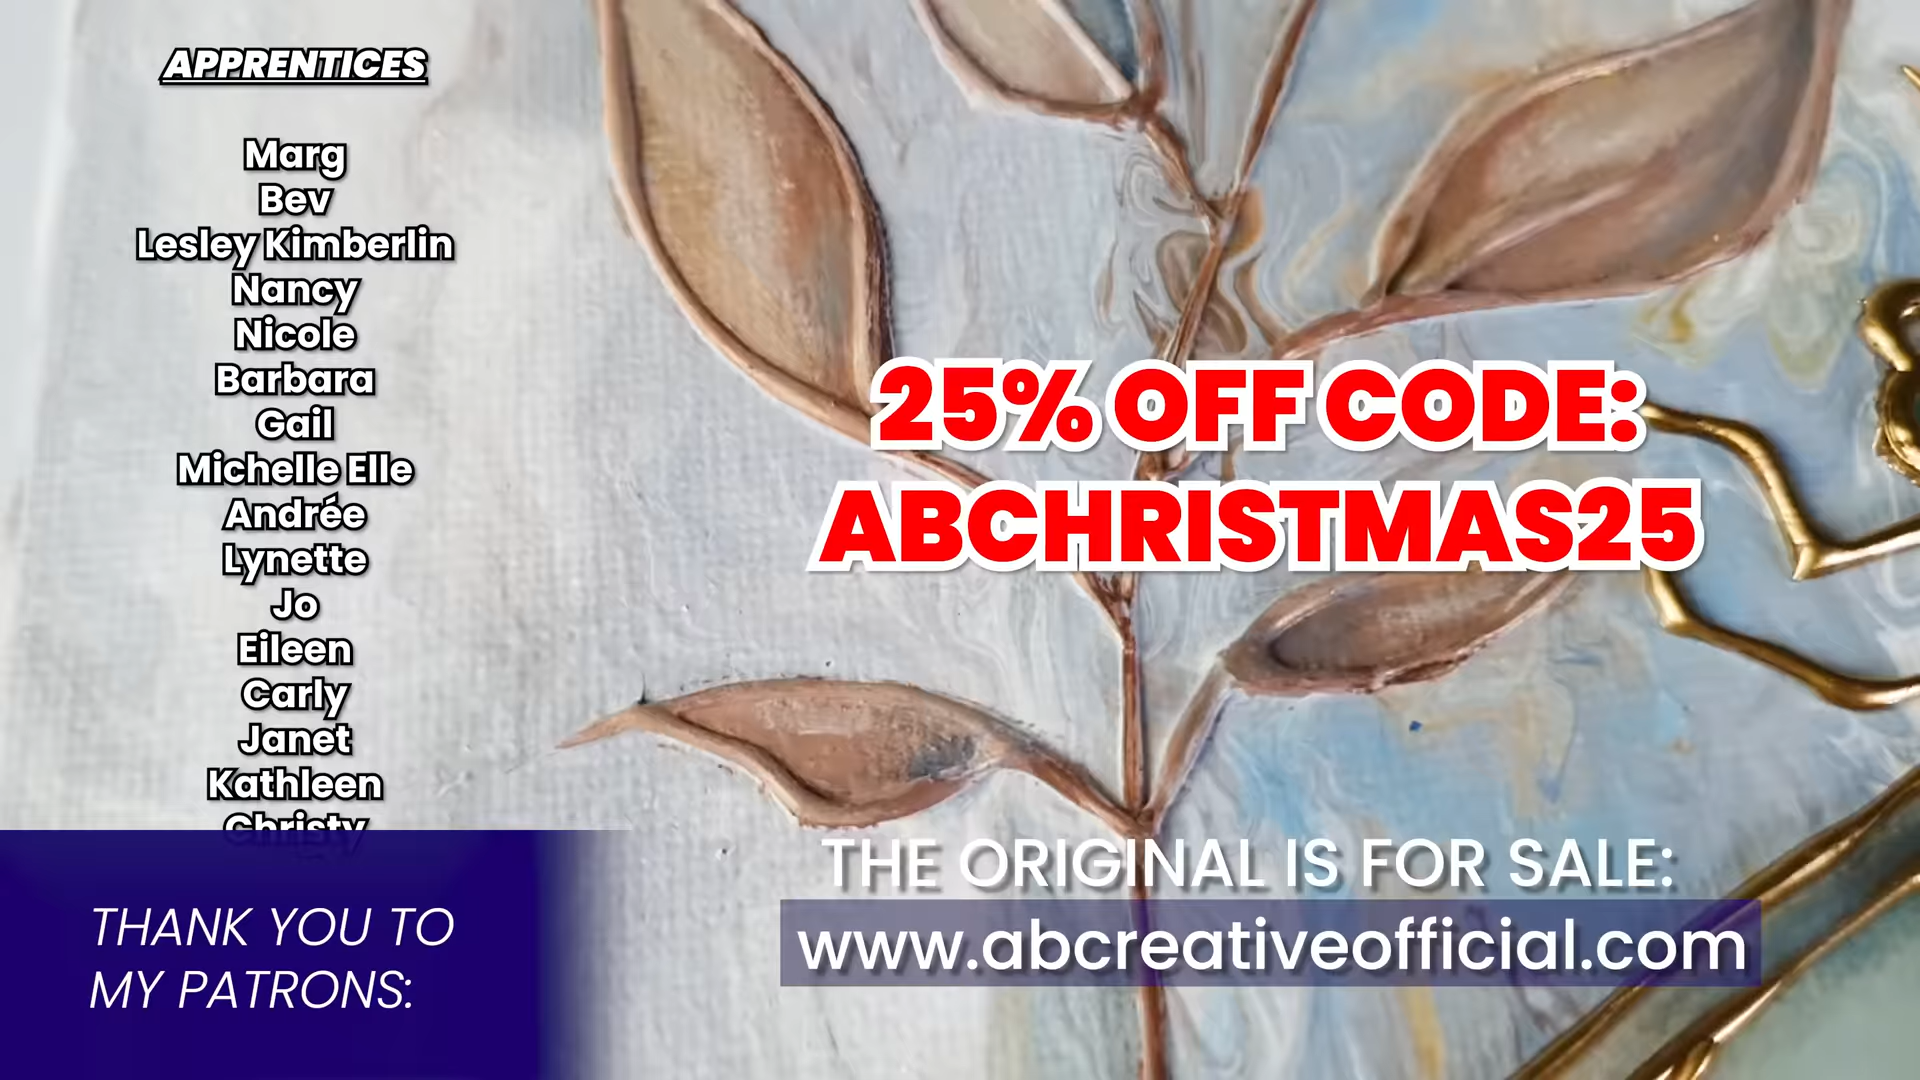 APPRENTICES
Marg
Bev
Lesley Kimberlin
Nancy
Nicole
Barbara
Gail
Michelle Elle
Andrée
Lynette
Jo
Eileen
Carly
Janet
Kathleen
Christy
THANK YOU TO
MY PATRONS:
25% OFF CODE:
ABCHRISTMAS25
THE ORIGINAL IS FOR SALE:
www.abcreativeofficial.com